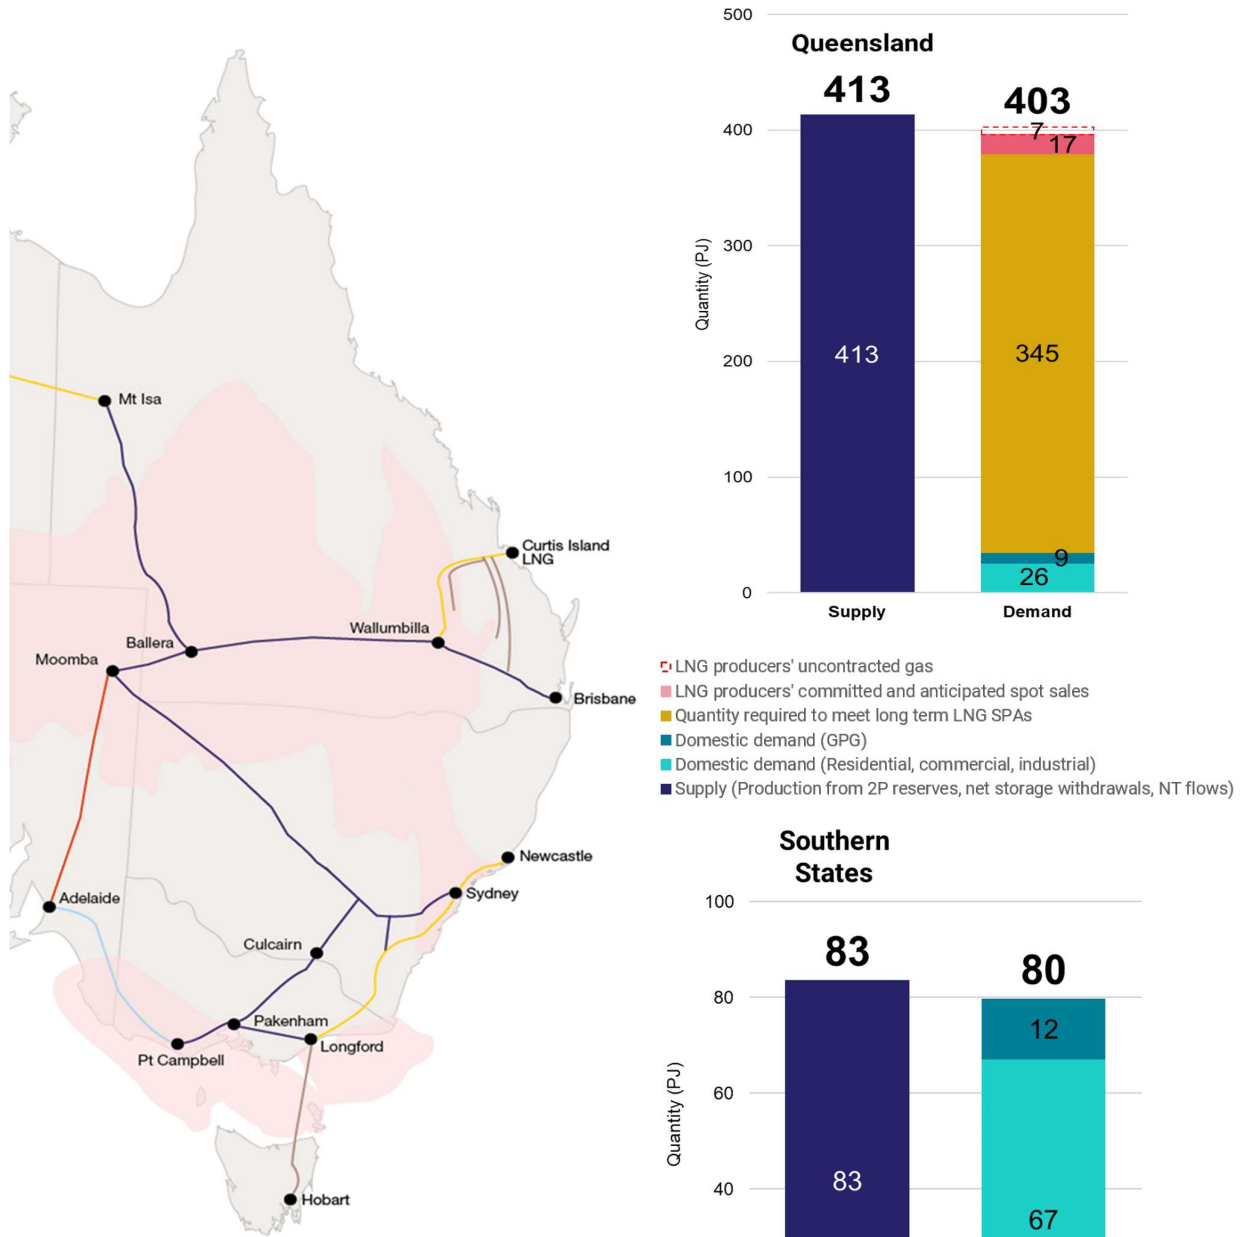 Mt Isa
Curtis Island
LNG
Wallumbilla
Ballera
Moomba
Brisbane
Newcastle
Sydney
Adelaide
Culcairn
Pakenham
Longford
Pt Campbell
Hobart
Queensland
500
413
403
7
17
400
Quantity (PJ)
300
413
345
200
100
9
26
0
Supply
Demand
LNG producers' uncontracted gas
LNG producers' committed and anticipated spot sales
Quantity required to meet long term LNG SPAs
Domestic demand (GPG)
Domestic demand (Residential, commercial, industrial)
Supply (Production from 2P reserves, net storage withdrawals, NT flows)
Southern
States
100
83
80
80
12
Quantity (PJ)
60
83
40
67